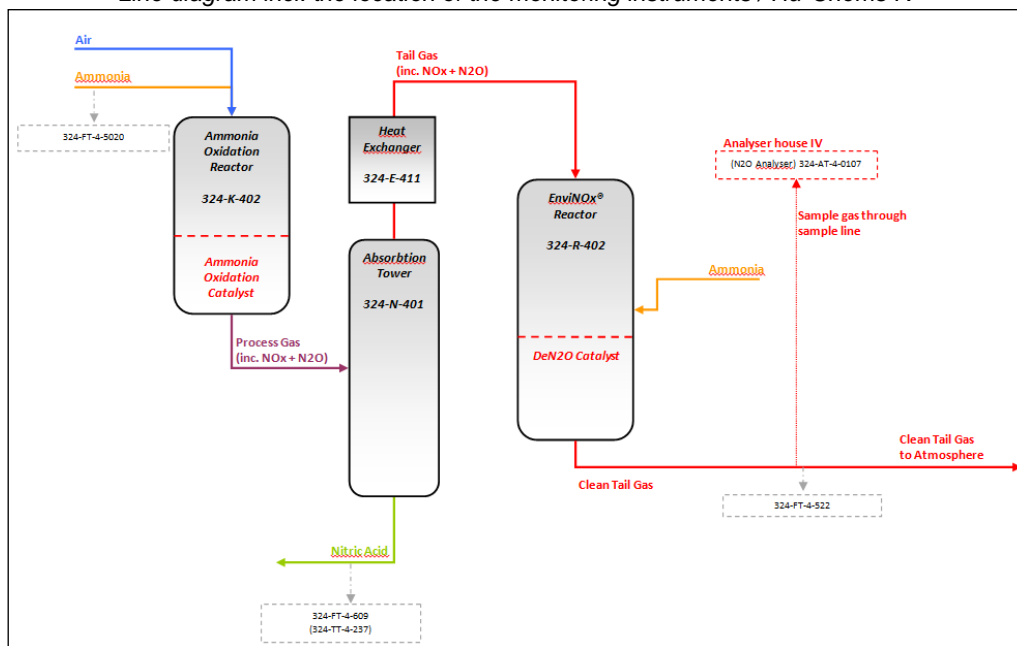 Line diagram incl. the location of the monitoring instruments /
Air
Ammonia
324-FT-4-5020
Ammonia
Oxidation
Reactor
324-K-402
Ammonia
Oxidation
Catalyst
Process Gas
(inc. NOx + N2O)
Tail Gas
(inc. NOx + N2O)
Heat
Exchanger
324-E-411
Absorbtion
Tower
324-N-401
Nitric Acid
324-FT-4-609
(324-TT-4-237)
EnviNOx®
Reactor
324-R-402
DeN2O Catalyst
Ammonia
Analyser house IV
(N2O Analyser) 324-AT-4-0107
Sample gas through
sample line
Clean Tail Gas
Clean Tail Gas
to Atmosphere
324-FT-4-522